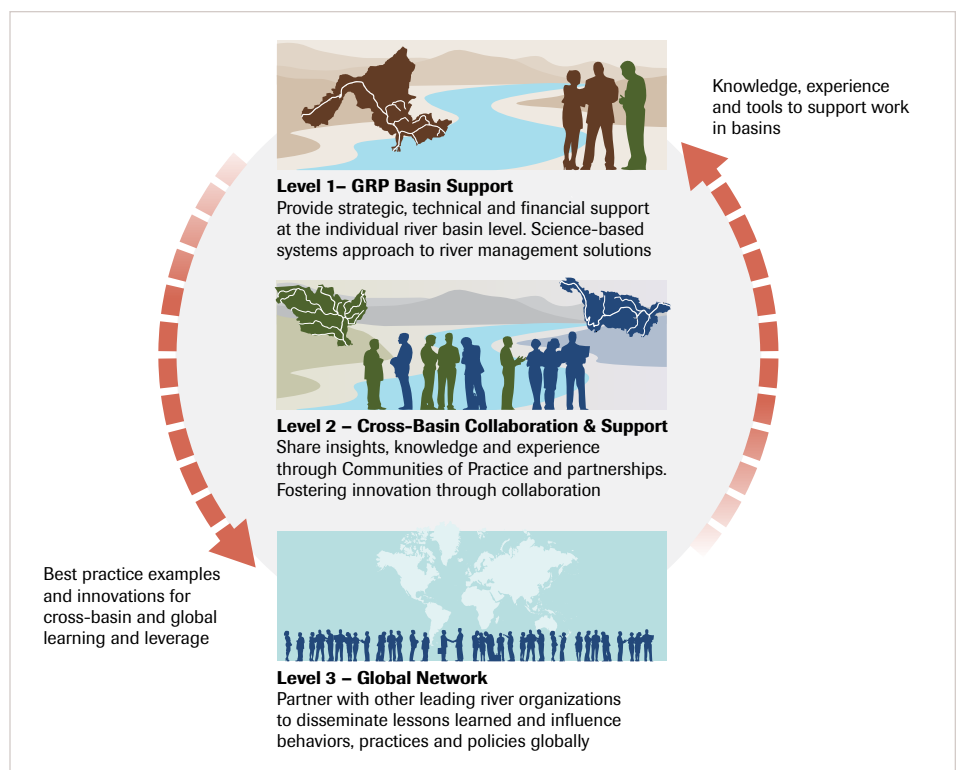 Knowledge, experience
and tools to support work
in basins
Level 1– GRP Basin Support
Provide strategic, technical and financial support
at the individual river basin level. Science-based
systems approach to river management solutions
Level 2 – Cross-Basin Collaboration & Support
Share insights, knowledge and experience
through Communities of Practice and partnerships.
Fostering innovation through collaboration
Best practice examples
and innovations for
cross-basin and global
learning and leverage
Level 3 – Global Network
Partner with other leading river organizations
to disseminate lessons learned and influence
behaviors, practices and policies globally